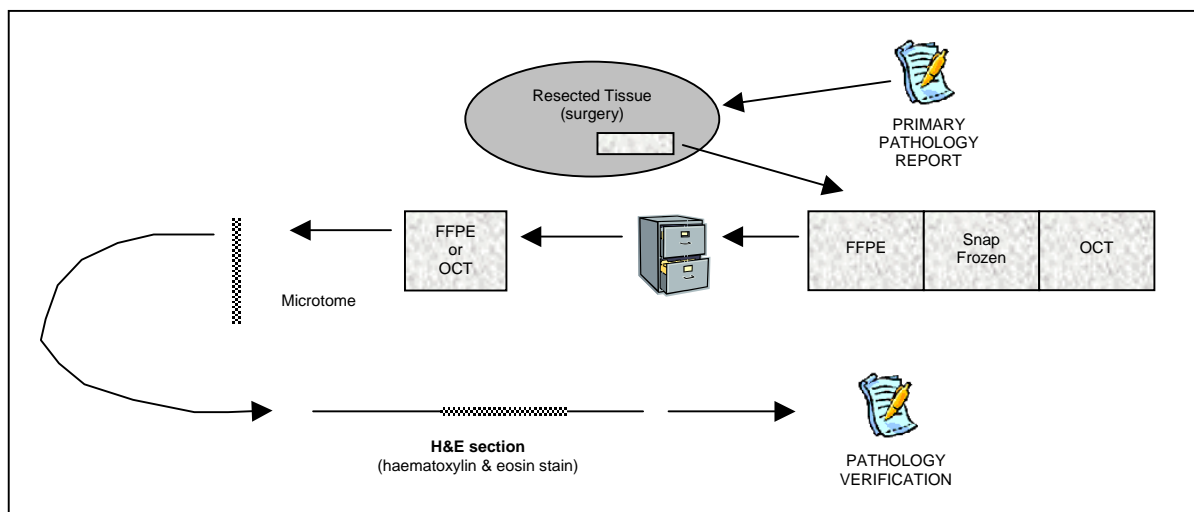 Resected Tissue
(surgery)
PRIMARY
PATHOLOGY
REPORT
FFPE
or
OCT
FFPE
Snap
Frozen
OCT
Microtome
H&E section
(haematoxylin & eosin stain)
PATHOLOGY
VERIFICATION